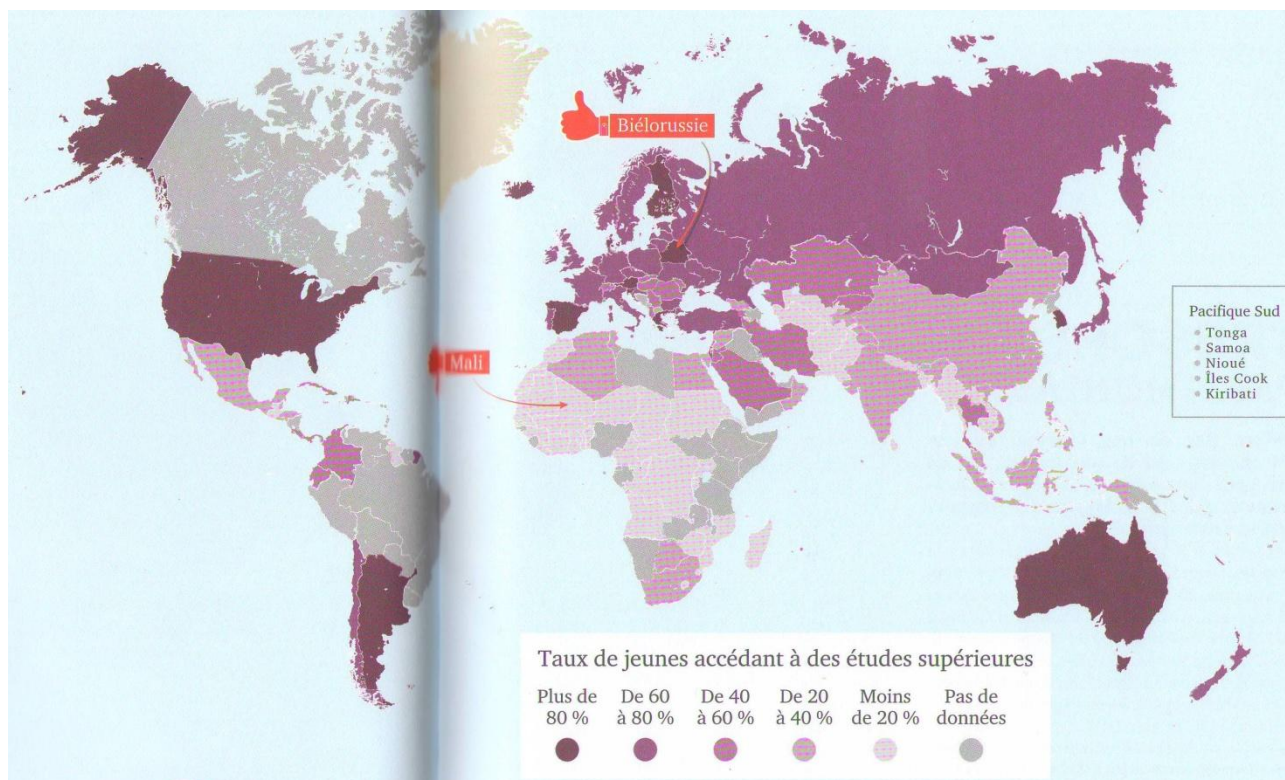 Biélorussie
Mali
Pacifique Sud
Tonga
Samoa
Nioué
Îles Cook
Kiribati
Taux de jeunes accédant à des études supérieures
Plus de
80 %
De 60
à 80 %
De 40
à 60 %
De 20
à 40 %
Moins
de 20 %
Pas de
données